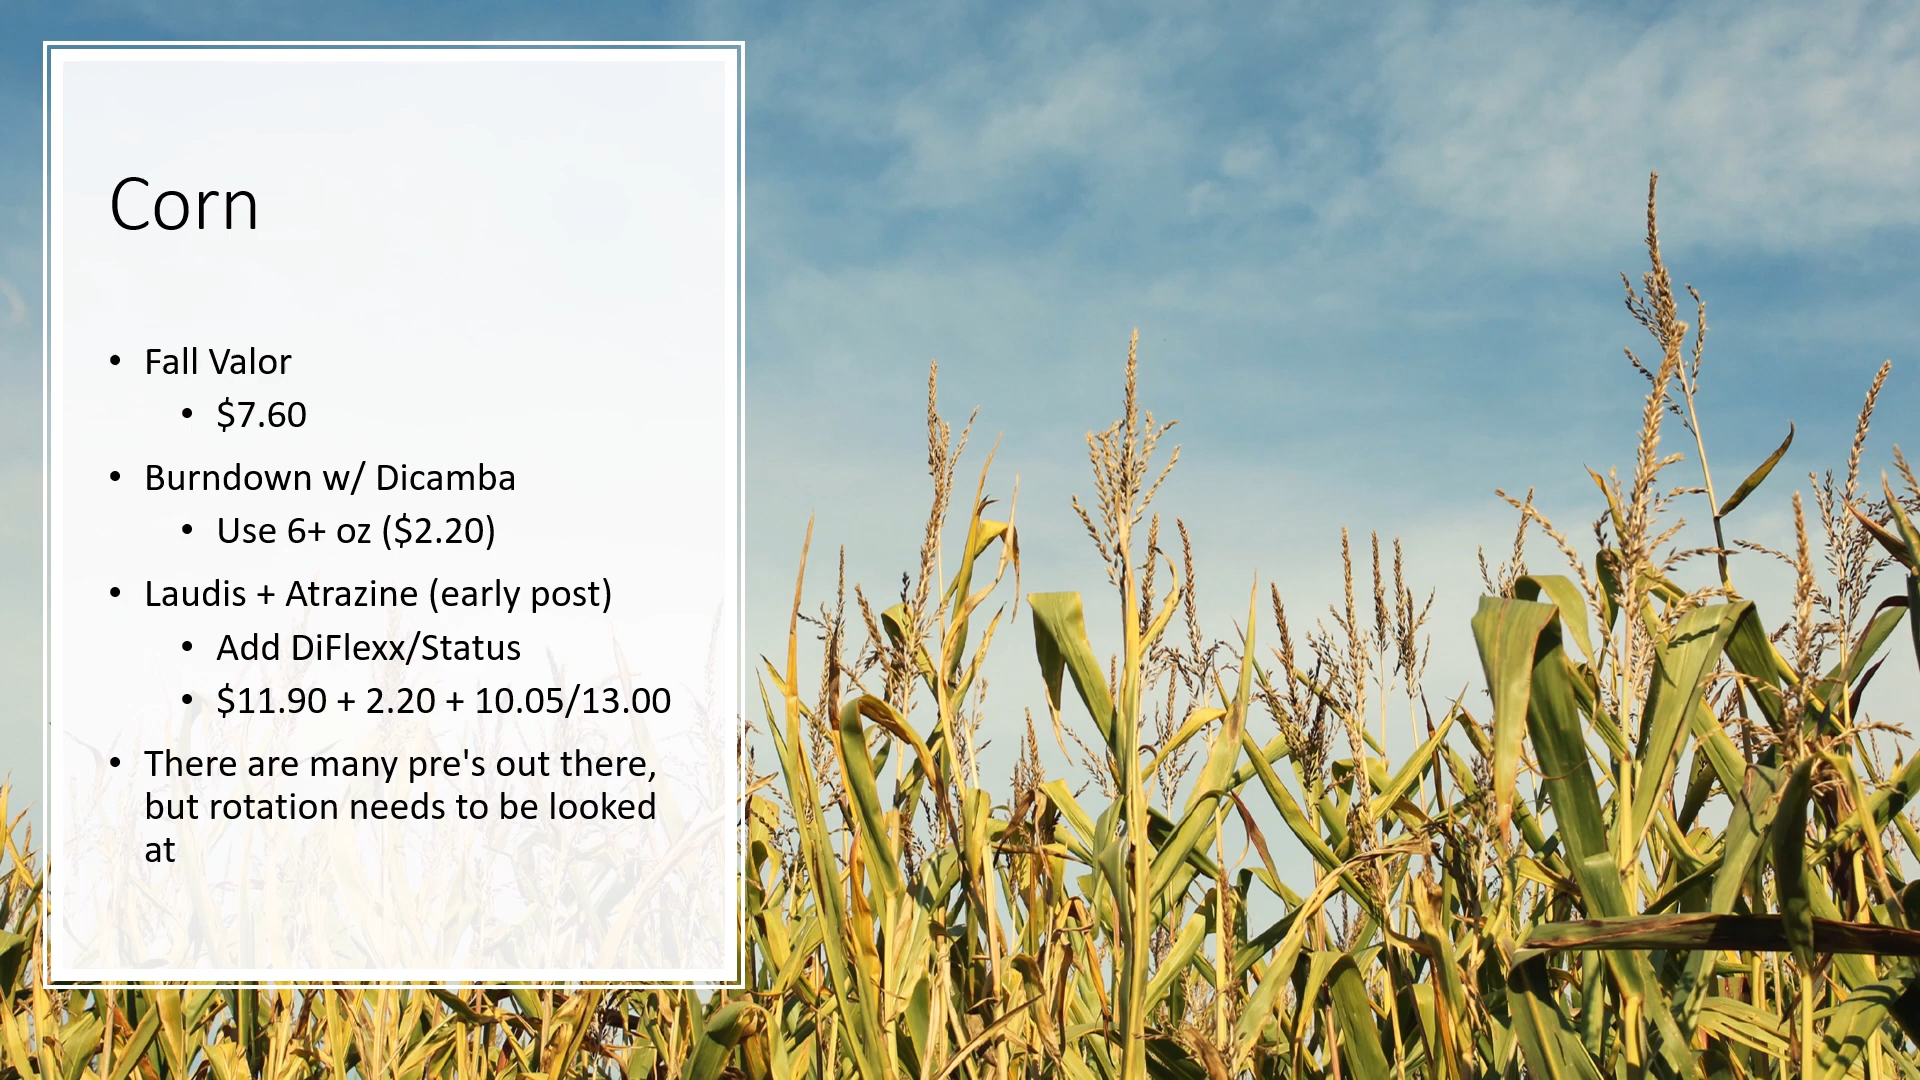 Corn
• Fall Valor
• $7.60
• Burndown w/ Dicamba
• Use 6+ oz ($2.20)
• Laudis + Atrazine (early post)
• Add DiFlexx/Status
• $11.90 + 2.20 + 10.05/13.00
• There are many pre's out there,
but rotation needs to be looked
at